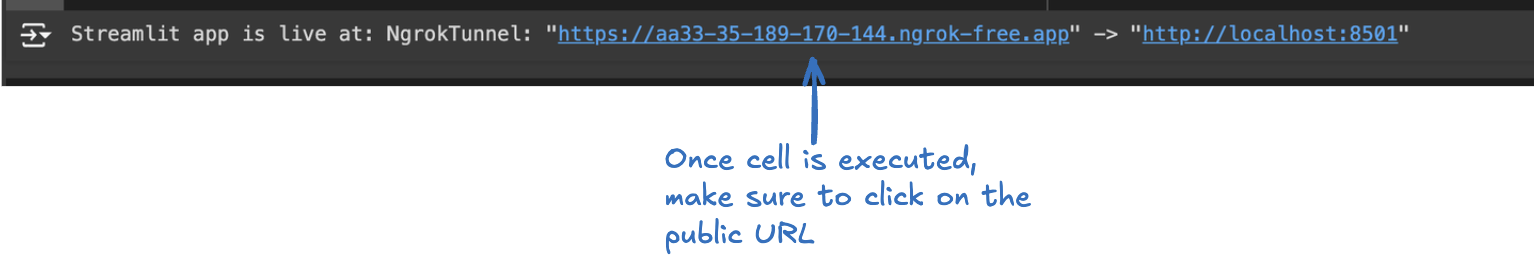 Streamlit app is live at: NgrokTunnel: "https://aa33-35-189-170-144.ngrok-free.app" -> "http://localhost:8501"
Once cell is executed,
make sure to click on the
public URL